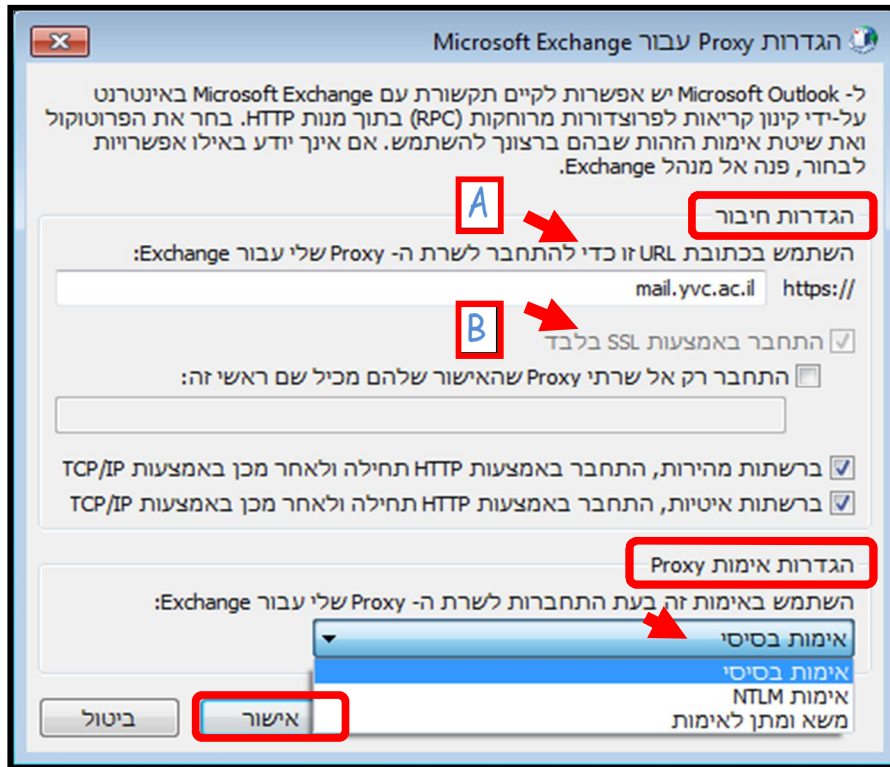 הגדרות Proxy עבור Microsoft Exchange
ל- Microsoft Outlook יש אפשרות לקיים תקשורת עם Microsoft Exchange באינטרנט
על-ידי קינון קריאות לפרוצדורות מרוחקות (RPC) בתוך מנות HTTP. בחר את הפרוטוקול
ואת שיטת אימות הזהות שבהם ברצונך להשתמש. אם אינך יודע באילו אפשרויות
לבחור, פנה אל מנהל Exchange.
A
הגדרות חיבור
השתמש בכתובת URL זו כדי להתחבר לשרת ה- Proxy שלי עבור Exchange:
https:// mail.yvc.ac.il
B
התחבר באמצעות SSL בלבד
התחבר רק אל שרתי Proxy שהאישור שלהם מכיל שם ראשי זה:
ברשתות מהירות, התחבר באמצעות HTTP תחילה ולאחר מכן באמצעות TCP/IP
ברשתות איטיות, התחבר באמצעות HTTP תחילה ולאחר מכן באמצעות TCP/IP
הגדרות אימות Proxy
השתמש באימות זה בעת התחברות לשרת ה- Proxy שלי עבור Exchange:
אימות בסיסי
אימות בסיסי
אימות NTLM
משא ומתן לאימות
אישור
ביטול